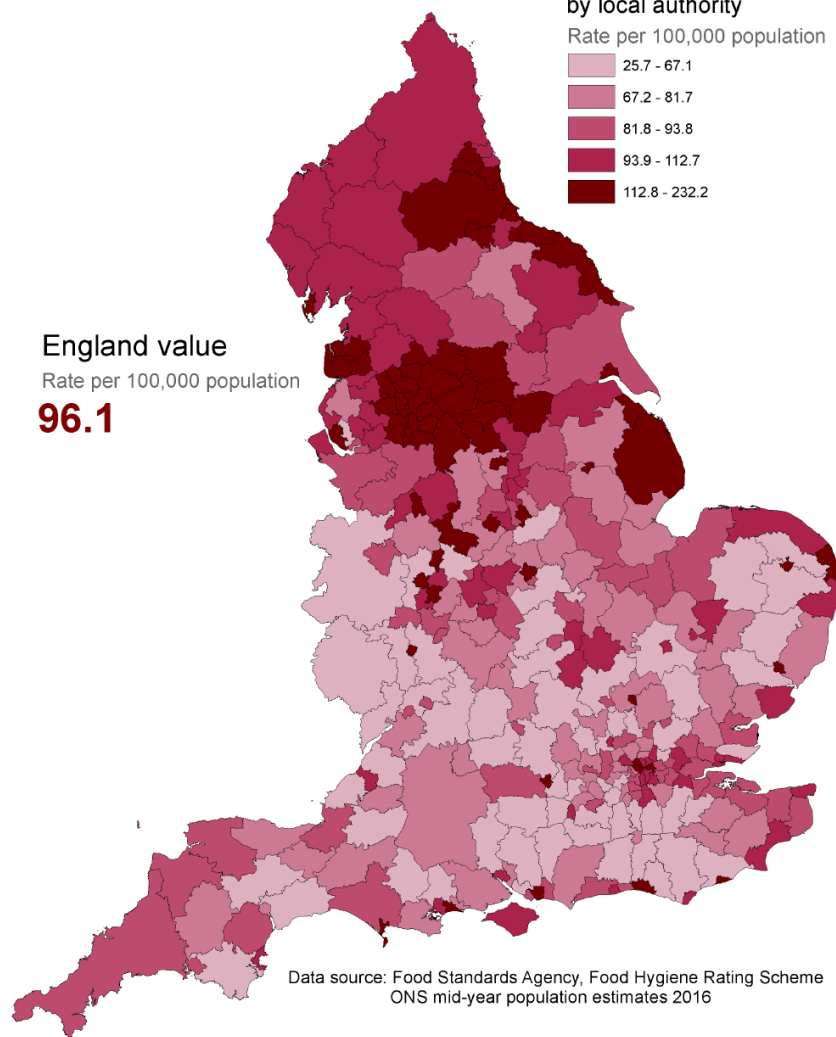 by local authority
Rate per 100,000 population
25.7 - 67.1
67.2 - 81.7
81.8 - 93.8
93.9 - 112.7
112.8 - 232.2
England value
Rate per 100,000 population
96.1
Data source: Food Standards Agency, Food Hygiene Rating Scheme
ONS mid-year population estimates 2016